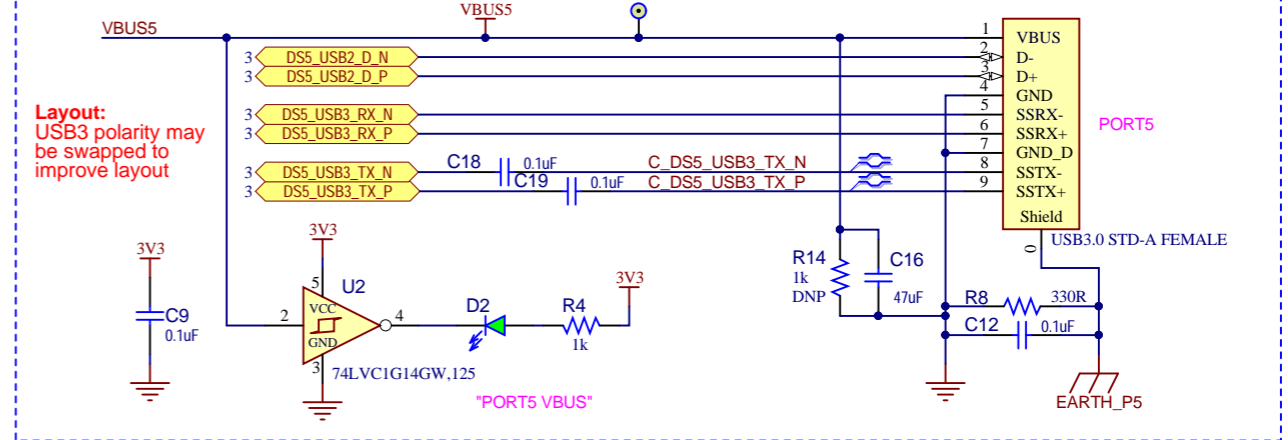 VBUS5
VBUS5
1 VBUS
3 DS5_USB2_D_N 2 D-
3 DS5_USB2_D_P 3 D+
4 GND
Layout:
USB3 polarity may
be swapped to
improve layout
3 DS5_USB3_RX_N 5 SSRX-
3 DS5_USB3_RX_P 6 SSRX+
PORT5
7 GND_D
3 DS5_USB3_TX_N C18 0.1uF C_DS5_USB3_TX_N 8 SSTX-
3 DS5_USB3_TX_P C19 0.1uF C_DS5_USB3_TX_P 9 SSTX+
Shield
0
USB3.0 STD-A FEMALE
3V3
C9
0.1uF
3V3
5
U2
VCC
2
4
GND
3
74LVC1G14GW,125
D2
R4
1k
3V3
"PORT5 VBUS"
R14
1k
DNP
C16
47uF
R8 330R
C12 0.1uF
EARTH_P5